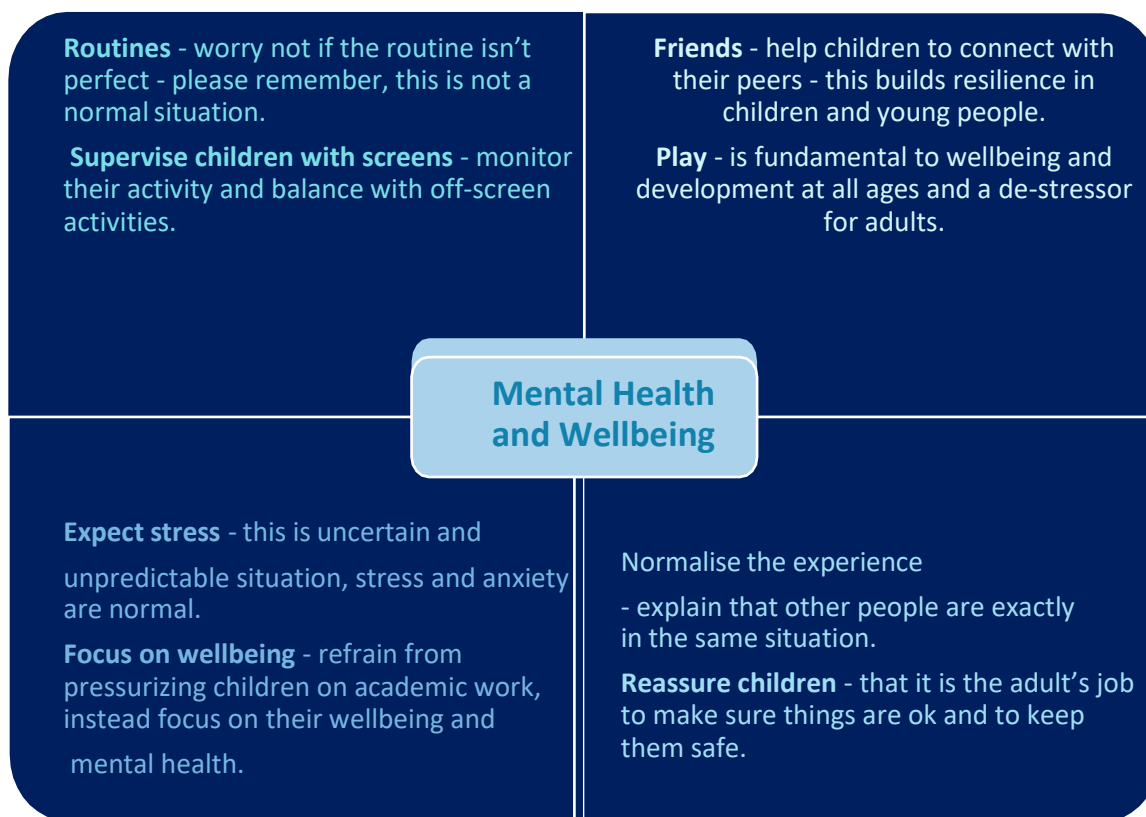 Routines - worry not if the routine isn’t
perfect - please remember, this is not a
normal situation.
Supervise children with screens - monitor
their activity and balance with off-screen
activities.
Friends - help children to connect with
their peers - this builds resilience in
children and young people.
Play - is fundamental to wellbeing and
development at all ages and a de-stressor
for adults.
Mental Health
and Wellbeing
Expect stress - this is uncertain and
unpredictable situation, stress and anxiety
are normal.
Focus on wellbeing - refrain from
pressurizing children on academic work,
instead focus on their wellbeing and
mental health.
Normalise the experience
- explain that other people are exactly
in the same situation.
Reassure children - that it is the adult’s job
to make sure things are ok and to keep
them safe.